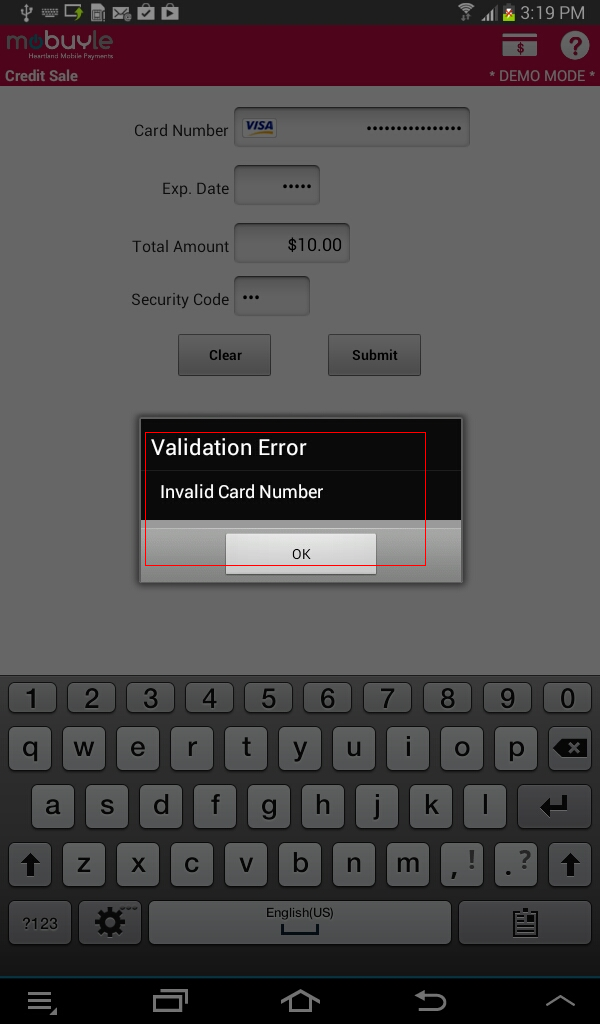 3:19 PM
mobuyle
Heartland Mobile Payments
$
?
Credit Sale
* DEMO MODE *
Card Number
VISA
•••••••••••••••
Exp. Date
•••••
Total Amount
$10.00
Security Code
•••
Clear
Submit
Validation Error
Invalid Card Number
OK
1 2 3 4 5 6 7 8 9 0
q w e r t y u i o p
a s d f g h j k l
z x c v b n m , ! . ?
?123
English(US)